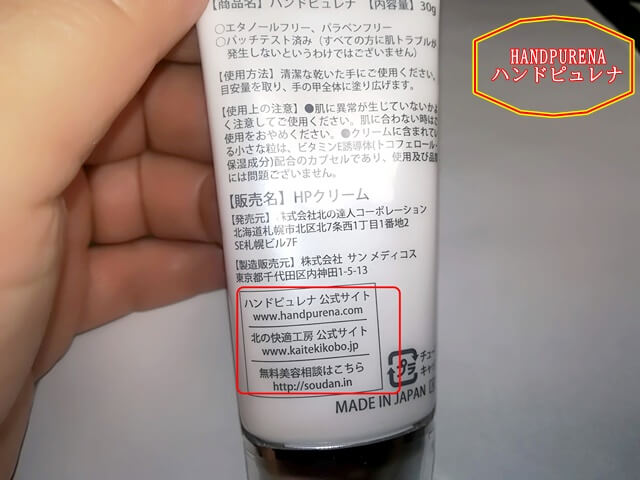 【商品名】ハンドピュレナ 【内容量】30g
○エタノールフリー、パラベンフリー
○パッチテスト済み(すべての方に肌トラブルが
発生しないというわけではございません)
【使用方法】清潔な乾いた手にご使用ください。
目安量を取り、手の甲全体に塗り広げます。
【使用上の注意】●肌に異常が生じていないかよ
く注意してご使用ください。肌に合わない時はご
使用をおやめください。●クリームに含まれてい
る小さな粒は、ビタミンE誘導体(トコフェロール・
保湿成分)配合のカプセルであり、使用及び品質
には問題ございません。
【販売名】HPクリーム
【発売元】株式会社北の達人コーポレーション
北海道札幌市北区北7条西1丁目1番地2
SE札幌ビル7F
【製造販売元】株式会社 サン メディコス
東京都千代田区内神田1-5-13
ハンドピュレナ 公式サイト
www.handpurena.com
北の快適工房 公式サイト
www.kaitekikobo.jp
無料美容相談はこちら
http://soudan.in
プラ
チュー
キャッ
MADE IN JAPAN
HANDPURENA
ハンドピュレナ